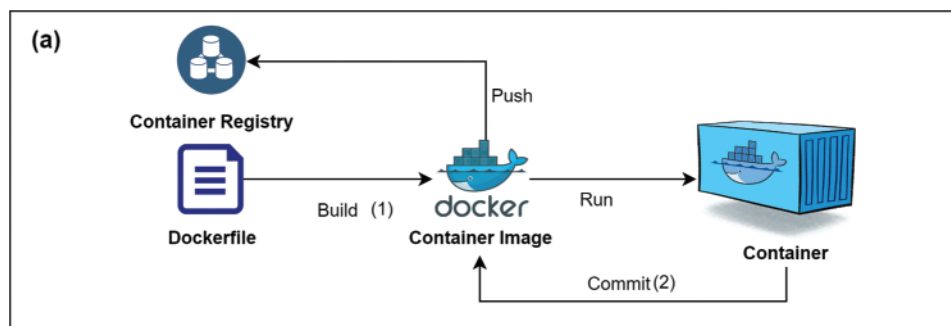 (a)
Push
Container Registry
Build (1)
docker
Run
Dockerfile
Container Image
Container
Commit (2)